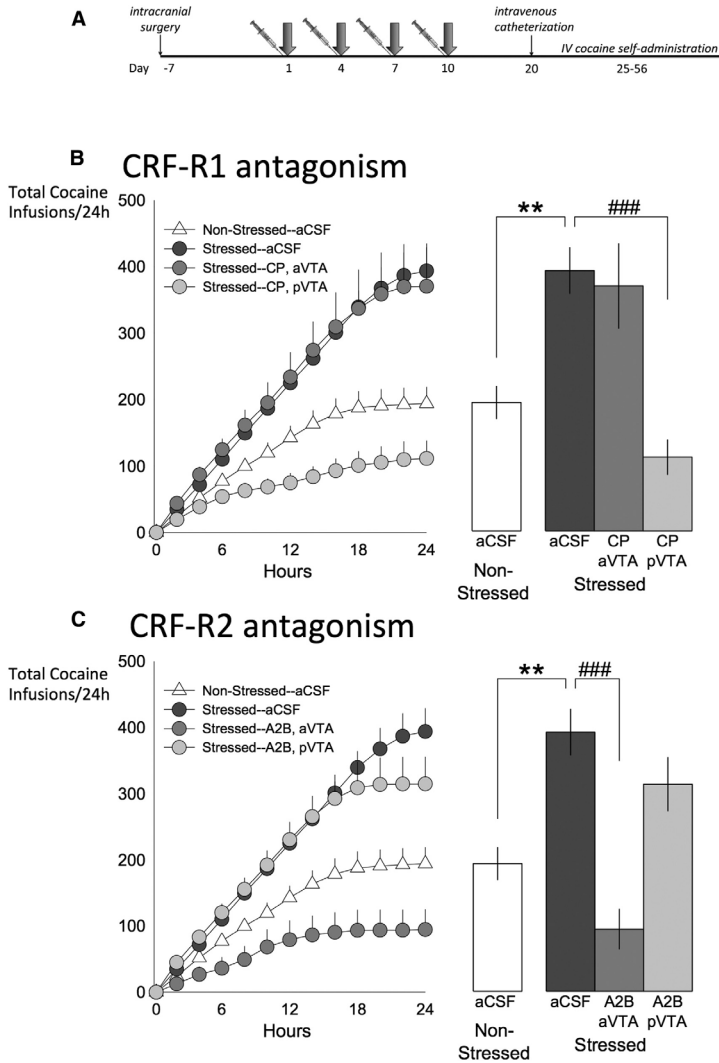 A
intracranial
surgery
intravenous
catheterization
IV cocaine self-administration
Day -7 1 4 7 10 20 25-56
B
CRF-R1 antagonism
Total Cocaine
Infusions/24h
500
400
300
200
100
0
Non-Stressed--aCSF
Stressed--aCSF
Stressed--CP, aVTA
Stressed--CP, pVTA
0 6 12 18 24
Hours
** ###
aCSF aCSF CP CP
aVTA pVTA
Non-
Stressed
Stressed
C
CRF-R2 antagonism
Total Cocaine
Infusions/24h
500
400
300
200
100
0
Non-Stressed--aCSF
Stressed--aCSF
Stressed--A2B, aVTA
Stressed--A2B, pVTA
0 6 12 18 24
Hours
** ###
aCSF aCSF A2B A2B
aVTA pVTA
Non-
Stressed
Stressed